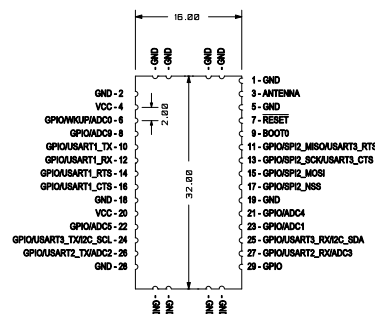 16.00
GND GND GND GND
1 - GND
GND - 2
3 - ANTENNA
VCC - 4
5 - GND
GPIO/WKUP/ADC0 - 6
7 - RESET
GPIO/ADC9 - 8
9 - BOOT0
GPIO/USART1_TX - 10
11 - GPIO/SPI2_MISO/USART3_RTS
GPIO/USART1_RX - 12
13 - GPIO/SPI2_SCK/USART3_CTS
GPIO/USART1_RTS - 14
15 - GPIO/SPI2_MOSI
GPIO/USART1_CTS - 16
17 - GPIO/SPI2_NSS
GND - 18
19 - GND
VCC - 20
21 - GPIO/ADC4
GPIO/ADC5 - 22
23 - GPIO/ADC1
GPIO/USART3_TX/I2C_SCL - 24
25 - GPIO/USART3_RX/I2C_SDA
GPIO/USART2_TX/ADC2 - 26
27 - GPIO/USART2_RX/ADC3
GND - 28
29 - GPIO
2.00
32.00
GND GND GND GND